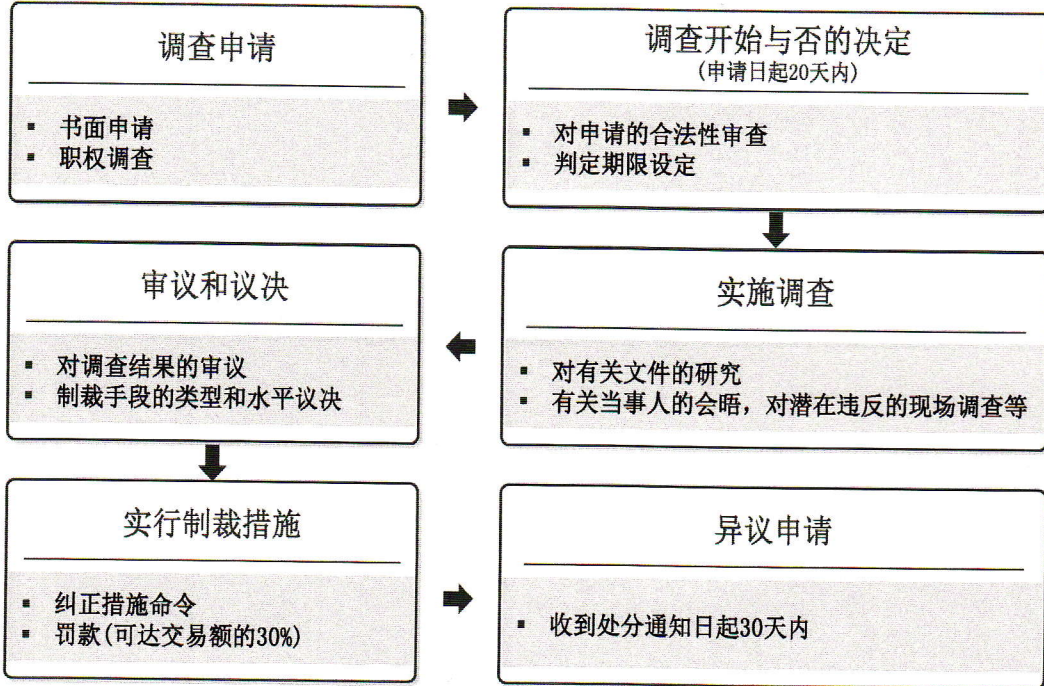 调查申请
▪ 书面申请
▪ 职权调查
调查开始与否的决定
(申请日起20天内)
▪ 对申请的合法性审查
▪ 判定期限设定
实施调查
▪ 对有关文件的研究
▪ 有关当事人的会晤，对潜在违反的现场调查等
审议和议决
▪ 对调查结果的审议
▪ 制裁手段的类型和水平议决
实行制裁措施
▪ 纠正措施命令
▪ 罚款(可达交易额的30%)
异议申请
▪ 收到处分通知日起30天内